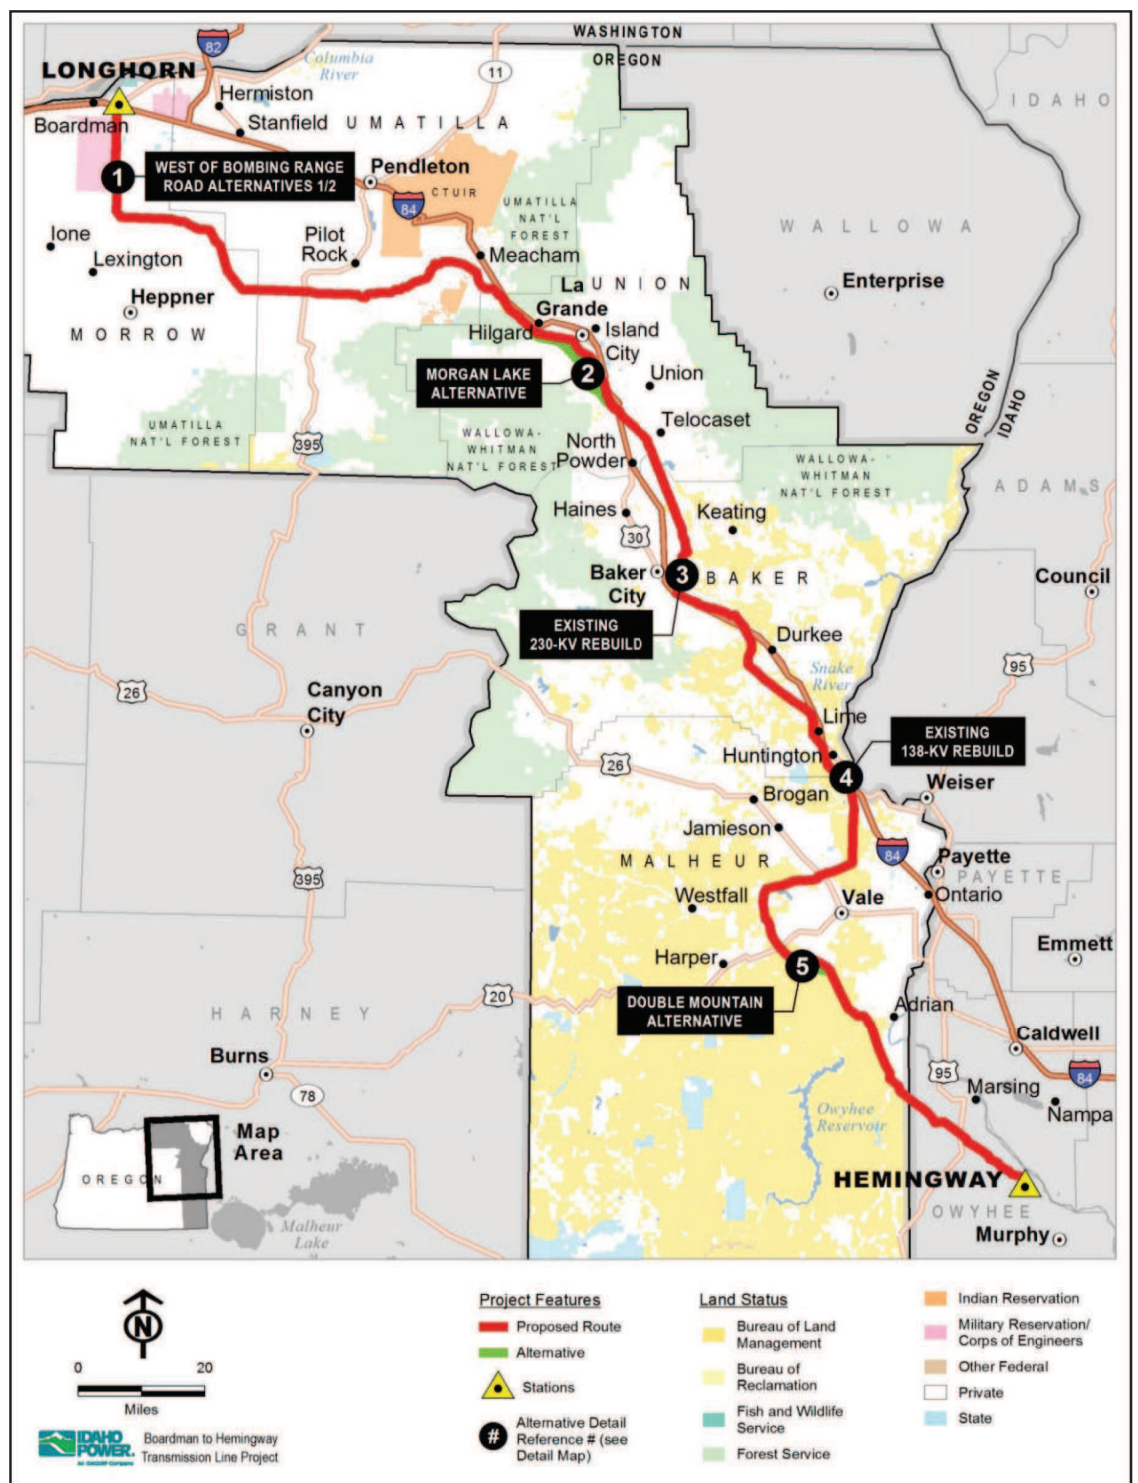 WASHINGTON
OREGON
82
Columbia
River
11
LONGHORN
Hermiston
Boardman
Stanfield
UMATILLA
IDAHO
1
WEST OF BOMBING RANGE
ROAD ALTERNATIVES 1/2
Pendleton
CTUIR
84
UMATILLA
NAT'L
FOREST
WALLOWA
Ione
Lexington
Pilot
Rock
Meacham
Heppner
MORROW
La
Grande
UNION
Enterprise
Hilgard
Island
City
MORGAN LAKE
ALTERNATIVE
2
Union
OREGON
IDAHO
Telocaset
UMATILLA
NAT'L FOREST
395
WALLOWA-
WHITMAN
NAT'L FOREST
North
Powder
WALLOWA-
WHITMAN
NAT'L FOREST
ADAMS
Haines
Keating
30
Baker
City
3
BAKER
Council
EXISTING
230-KV REBUILD
GRANT
Durkee
Snake
River
95
26
Canyon
City
Lime
EXISTING
138-KV REBUILD
Huntington
26
4
Weiser
Brogan
Jamieson
MALHEUR
84
Payette
PAYETTE
395
Westfall
Vale
Ontario
Harper
5
Emmett
20
DOUBLE MOUNTAIN
ALTERNATIVE
HARNEY
Adrian
Caldwell
Burns
95
84
78
Marsing
Nampa
Owyhee
Reservoir
Map
Area
OREGON
HEMINGWAY
OWYHEE
Malheur
Lake
Murphy
N
0 20
Miles
IDAHO
POWER
An IDACORP Company
Boardman to Hemingway
Transmission Line Project
Project Features
Proposed Route
Alternative
Stations
#
Alternative Detail
Reference # (see
Detail Map)
Land Status
Bureau of Land
Management
Bureau of
Reclamation
Fish and Wildlife
Service
Forest Service
Indian Reservation
Military Reservation/
Corps of Engineers
Other Federal
Private
State